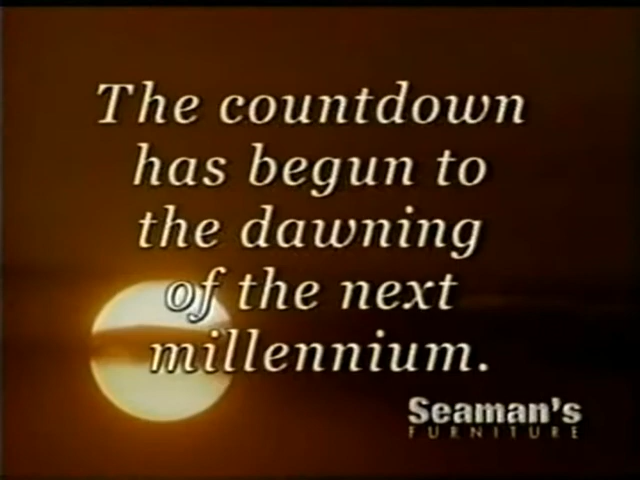 The countdown
has begun to
the dawning
of the next
millennium.
Seaman's
FURNITURE